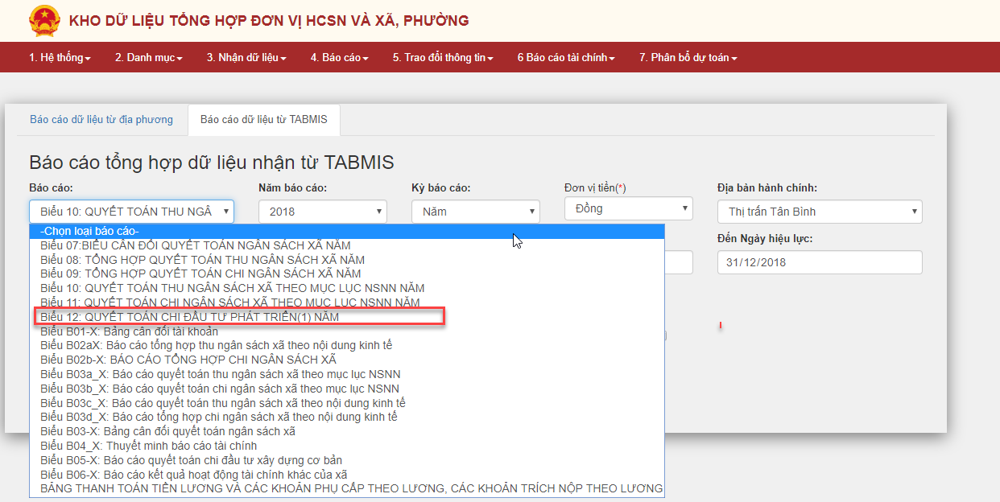 KHO DỮ LIỆU TỔNG HỢP ĐƠN VỊ HCSN VÀ XÃ, PHƯỜNG
1. Hệ thống 2. Danh mục 3. Nhận dữ liệu 4. Báo cáo 5. Trao đổi thông tin 6 Báo cáo tài chính 7. Phân bổ dự toán
Báo cáo dữ liệu từ địa phương Báo cáo dữ liệu từ TABMIS
Báo cáo tổng hợp dữ liệu nhận từ TABMIS
Báo cáo: Năm báo cáo: Kỳ báo cáo: Đơn vị tiền(*) Địa bàn hành chính:
Biểu 10: QUYẾT TOÁN THU NGÂ 2018 Năm Đồng Thị trấn Tân Bình
Đến Ngày hiệu lực:
31/12/2018
-Chọn loại báo cáo-
Biểu 07:BIỂU CÂN ĐỐI QUYẾT TOÁN NGÂN SÁCH XÃ NĂM
Biểu 08: TỔNG HỢP QUYẾT TOÁN THU NGÂN SÁCH XÃ NĂM
Biểu 09: TỔNG HỢP QUYẾT TOÁN CHI NGÂN SÁCH XÃ NĂM
Biểu 10: QUYẾT TOÁN THU NGÂN SÁCH XÃ THEO MỤC LỤC NSNN NĂM
Biểu 11: QUYẾT TOÁN CHI NGÂN SÁCH XÃ THEO MỤC LỤC NSNN NĂM
Biểu 12: QUYẾT TOÁN CHI ĐẦU TƯ PHÁT TRIỂN(1) NĂM
Biểu B01-X: Bảng cân đối tài khoản
Biểu B02aX: Báo cáo tổng hợp thu ngân sách xã theo nội dung kinh tế
Biểu B02b-X: BÁO CÁO TỔNG HỢP CHI NGÂN SÁCH XÃ
Biểu B03a_X: Báo cáo quyết toán thu ngân sách xã theo mục lục NSNN
Biểu B03b_X: Báo cáo quyết toán chi ngân sách xã theo mục lục NSNN
Biểu B03c_X: Báo cáo quyết toán thu ngân sách xã theo nội dung kinh tế
Biểu B03d_X: Báo cáo tổng hợp chi ngân sách xã theo nội dung kinh tế
Biểu B03-X: Bảng cân đối quyết toán ngân sách xã
Biểu B04_X: Thuyết minh báo cáo tài chính
Biểu B05-X: Báo cáo quyết toán chi đầu tư xây dựng cơ bản
Biểu B06-X: Báo cáo kết quả hoạt động tài chính khác của xã
BẢNG THANH TOÁN TIỀN LƯƠNG VÀ CÁC KHOẢN PHỤ CẤP THEO LƯƠNG, CÁC KHOẢN TRÍCH NỘP THEO LƯƠNG